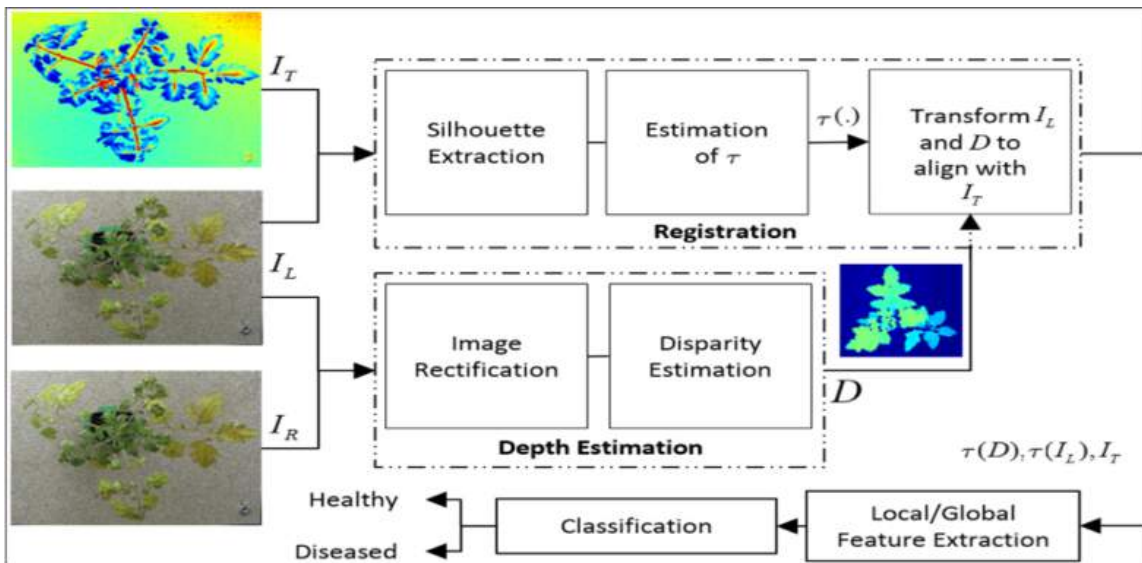 I_T
Silhouette
Extraction
Estimation
of τ
τ(.)
Transform I_L
and D to
align with
I_T
Registration
I_L
Image
Rectification
Disparity
Estimation
D
I_R
Depth Estimation
τ(D),τ(I_L),I_T
Healthy
Diseased
Classification
Local/Global
Feature Extraction